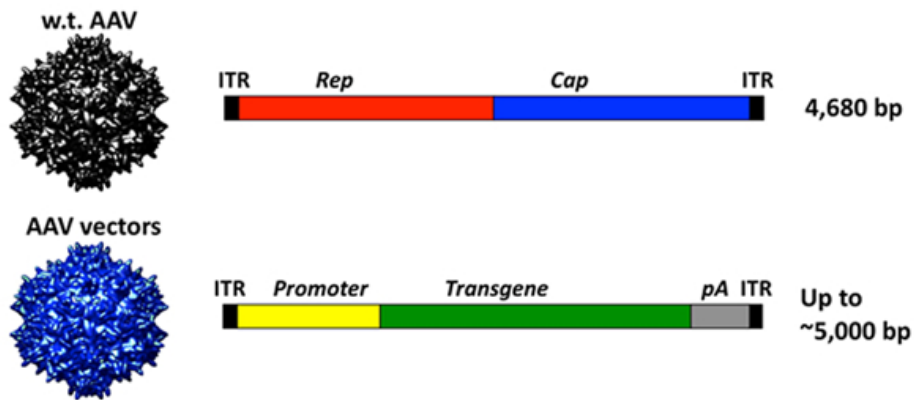 w.t. AAV
ITR Rep Cap ITR
4,680 bp
AAV vectors
ITR Promoter Transgene pA ITR
Up to
~5,000 bp